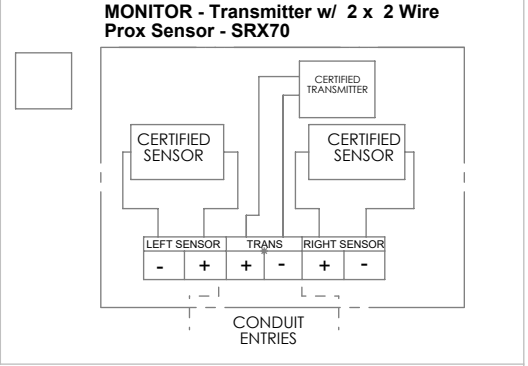 MONITOR - Transmitter w/ 2 x 2 Wire
Prox Sensor - SRX70
CERTIFIED
TRANSMITTER
CERTIFIED
SENSOR
CERTIFIED
SENSOR
LEFT SENSOR TRANS RIGHT SENSOR
- + + - + -
CONDUIT
ENTRIES